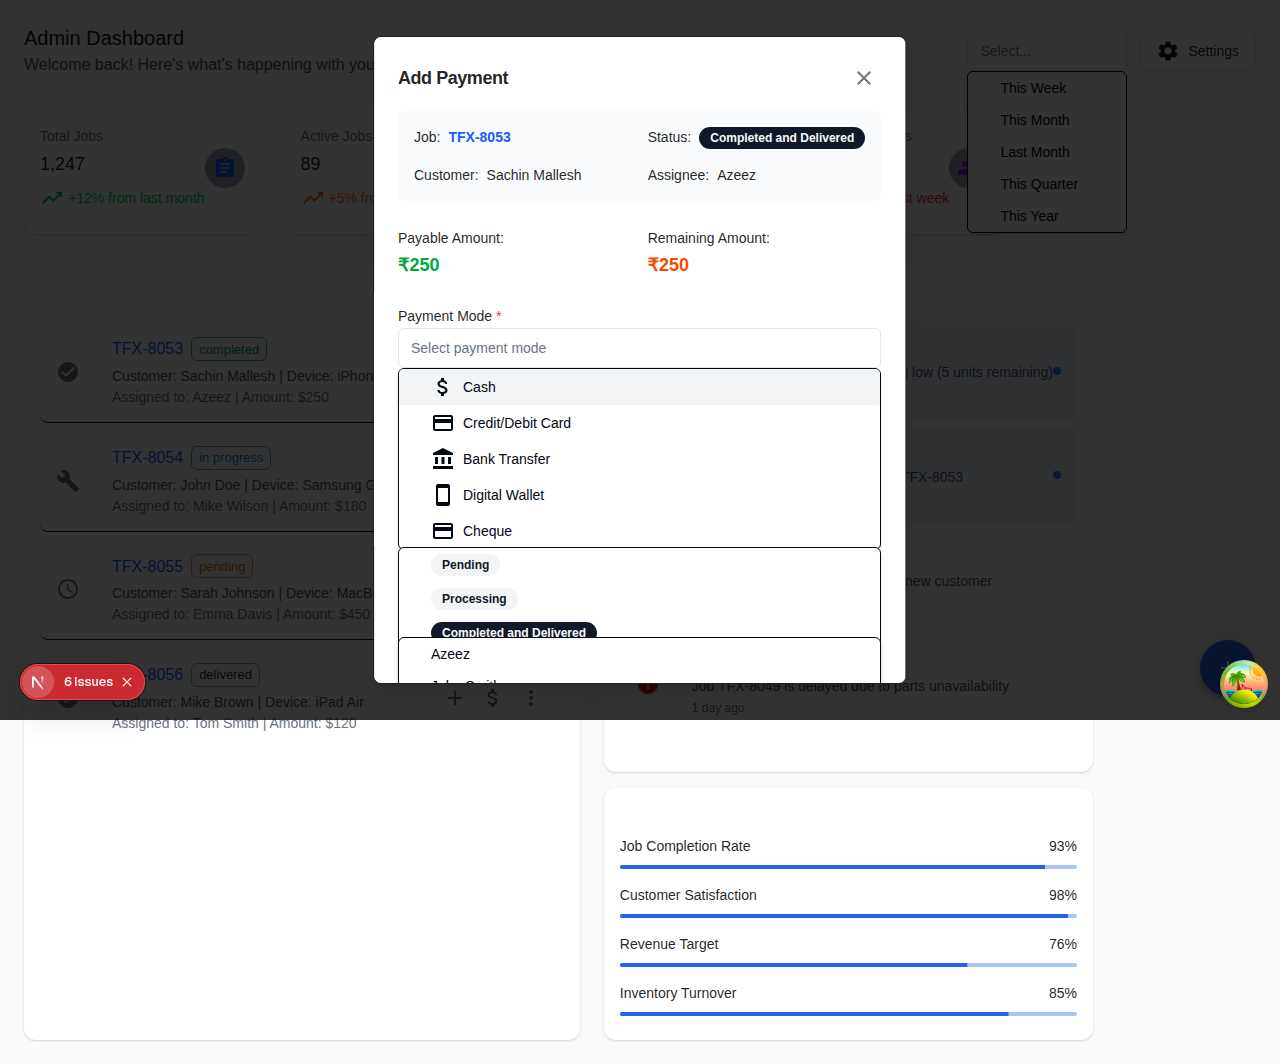 Admin Dashboard
Welcome back! Here's what's happening with you
Select...
Settings
This Week
This Month
Last Month
This Quarter
This Year
Total Jobs
1,247
+12% from last month
Active Jobs
89
+5% fro
s
t week
Add Payment
Job: TFX-8053
Status: Completed and Delivered
Customer: Sachin Mallesh
Assignee: Azeez
Payable Amount:
₹250
Remaining Amount:
₹250
Payment Mode *
Select payment mode
Cash
Credit/Debit Card
Bank Transfer
Digital Wallet
Cheque
Pending
Processing
Completed and Delivered
Azeez
TFX-8053 completed
Customer: Sachin Mallesh | Device: iPhon
Assigned to: Azeez | Amount: $250
TFX-8054 in progress
Customer: John Doe | Device: Samsung G
Assigned to: Mike Wilson | Amount: $180
TFX-8055 pending
Customer: Sarah Johnson | Device: MacB
Assigned to: Emma Davis | Amount: $450
-8056 delivered
Customer: Mike Brown | Device: iPad Air
Assigned to: Tom Smith | Amount: $120
6 Issues
low (5 units remaining)
TFX-8053
new customer
Job TFX-8049 is delayed due to parts unavailability
1 day ago
Job Completion Rate 93%
Customer Satisfaction 98%
Revenue Target 76%
Inventory Turnover 85%